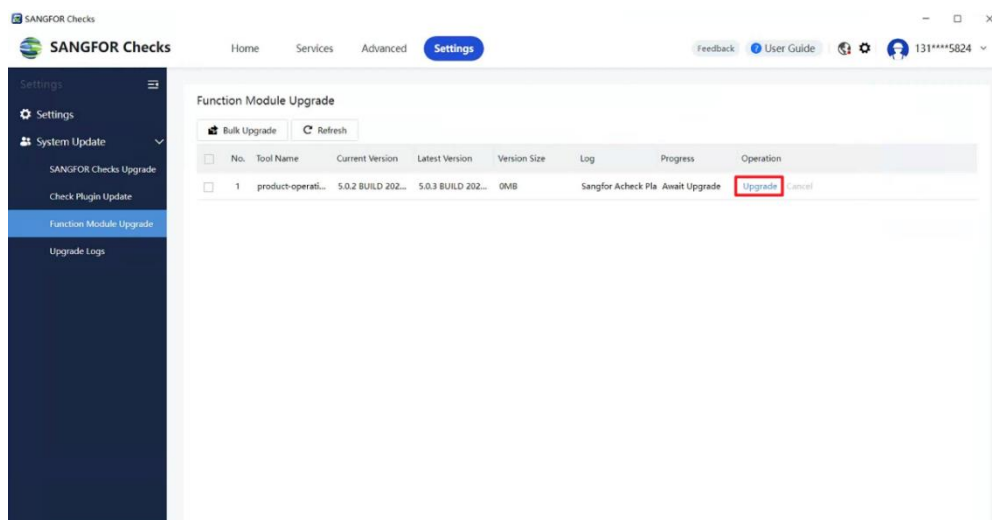 SANGFOR Checks
SANGFOR Checks Home Services Advanced Settings Feedback User Guide 131****5824
Settings
Settings
System Update
SANGFOR Checks Upgrade
Check Plugin Update
Function Module Upgrade
Upgrade Logs
Function Module Upgrade
Bulk Upgrade Refresh
No. Tool Name Current Version Latest Version Version Size Log Progress Operation
1 product-operati... 5.0.2 BUILD 202... 5.0.3 BUILD 202... 0MB Sangfor Acheck Pla Await Upgrade Upgrade Cancel